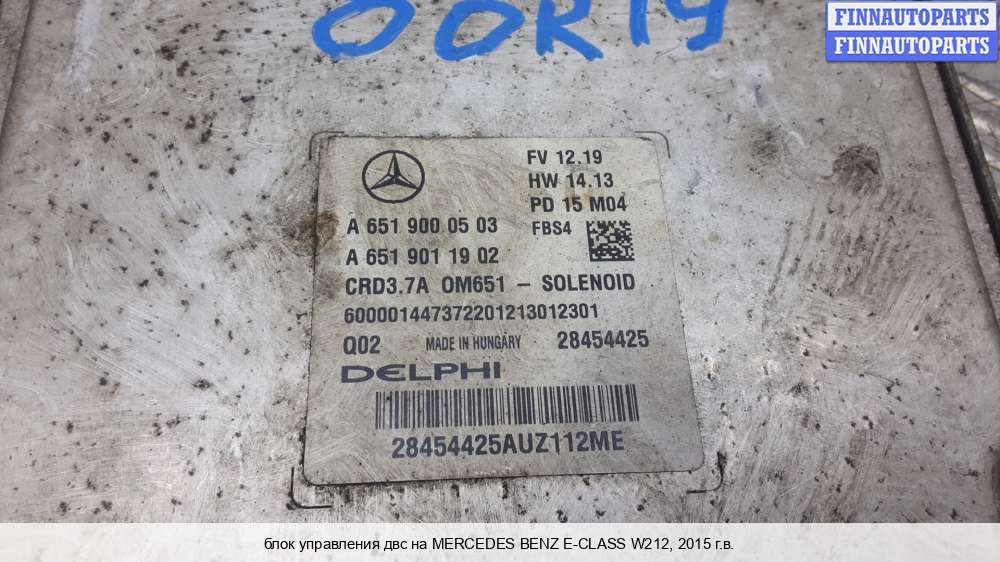 OOR19
FINNAUTOPARTS
FINNAUTOPARTS
FV 12.19
HW 14.13
PD 15 M04
A 651 900 05 03
FBS4
A 651 901 19 02
CRD3.7A OM651 – SOLENOID
600001447372201213012301
Q02 MADE IN HUNGARY 28454425
DELPHI
28454425AUZ112ME
блок управления двс на MERCEDES BENZ E-CLASS W212, 2015 г.в.